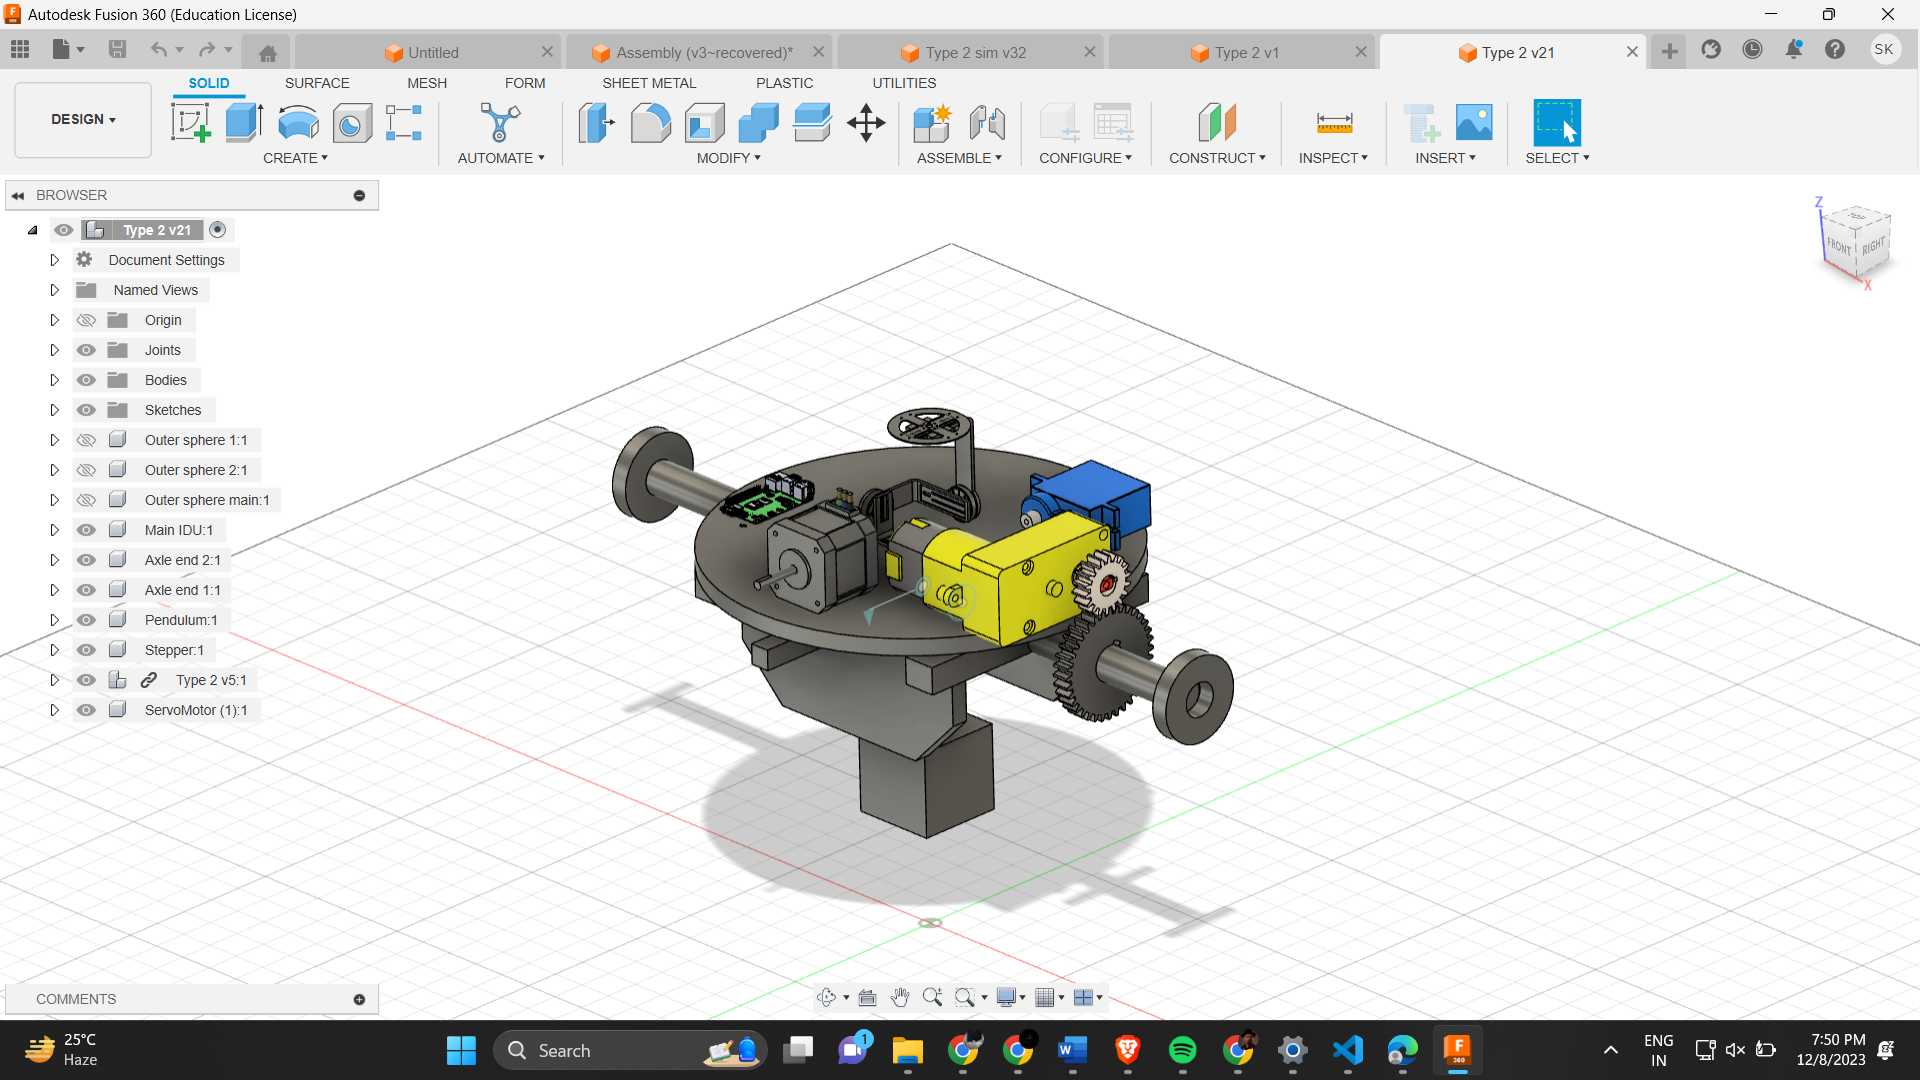 Autodesk Fusion 360 (Education License)
Untitled
Assembly (v3~recovered)*
Type 2 sim v32
Type 2 v1
Type 2 v21
SK
DESIGN
SOLID
SURFACE
MESH
FORM
SHEET METAL
PLASTIC
UTILITIES
CREATE
AUTOMATE
MODIFY
ASSEMBLE
CONFIGURE
CONSTRUCT
INSPECT
INSERT
SELECT
BROWSER
Type 2 v21
Document Settings
Named Views
Origin
Joints
Bodies
Sketches
Outer sphere 1:1
Outer sphere 2:1
Outer sphere main:1
Main IDU:1
Axle end 2:1
Axle end 1:1
Pendulum:1
Stepper:1
Type 2 v5:1
ServoMotor (1):1
Z
TOP
FRONT
RIGHT
X
COMMENTS
25°C
Haze
Search
1
ENG
IN
7:50 PM
12/8/2023